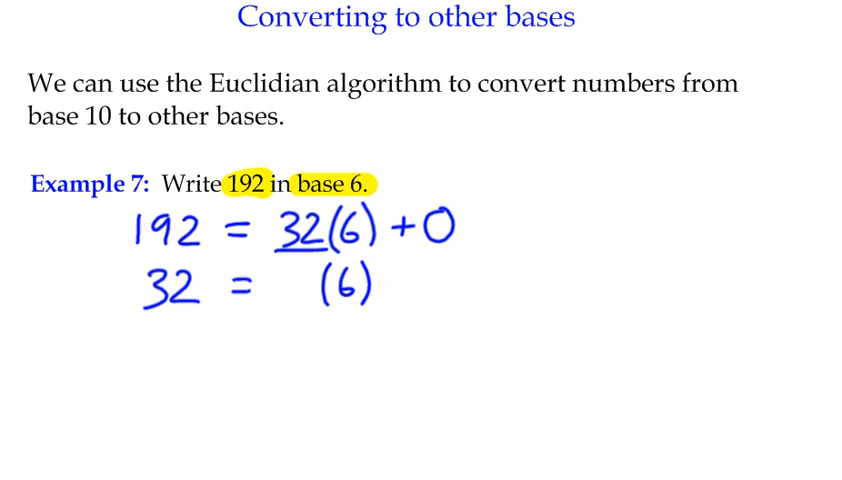 Converting to other bases
We can use the Euclidian algorithm to convert numbers from
base 10 to other bases.
Example 7: Write 192 in base 6.
192 = 32(6) + 0
32 = (6)